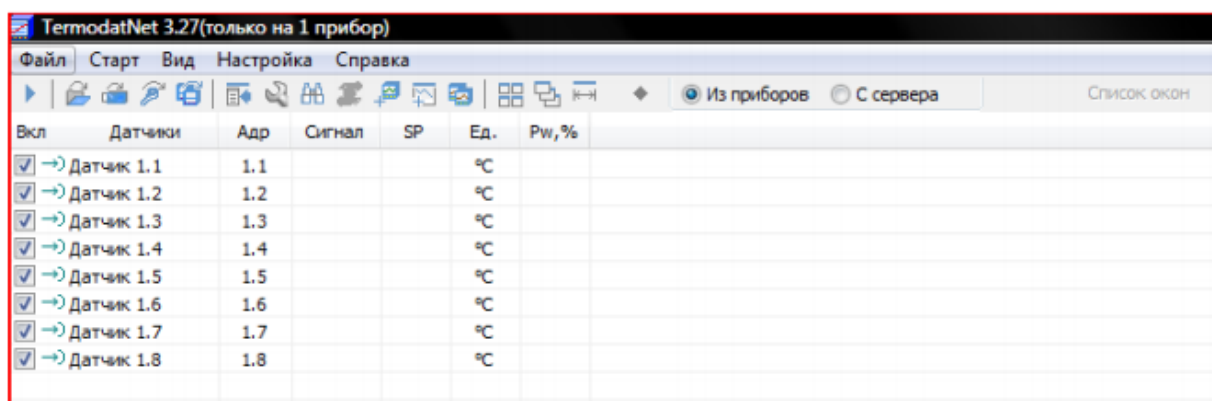 TermodatNet 3.27(только на 1 прибор)
Файл Старт Вид Настройка Справка
Из приборов С сервера Список окон
Вкл Датчики Адр Сигнал SP Ед. Pw,%
Датчик 1.1 1.1 °C
Датчик 1.2 1.2 °C
Датчик 1.3 1.3 °C
Датчик 1.4 1.4 °C
Датчик 1.5 1.5 °C
Датчик 1.6 1.6 °C
Датчик 1.7 1.7 °C
Датчик 1.8 1.8 °C